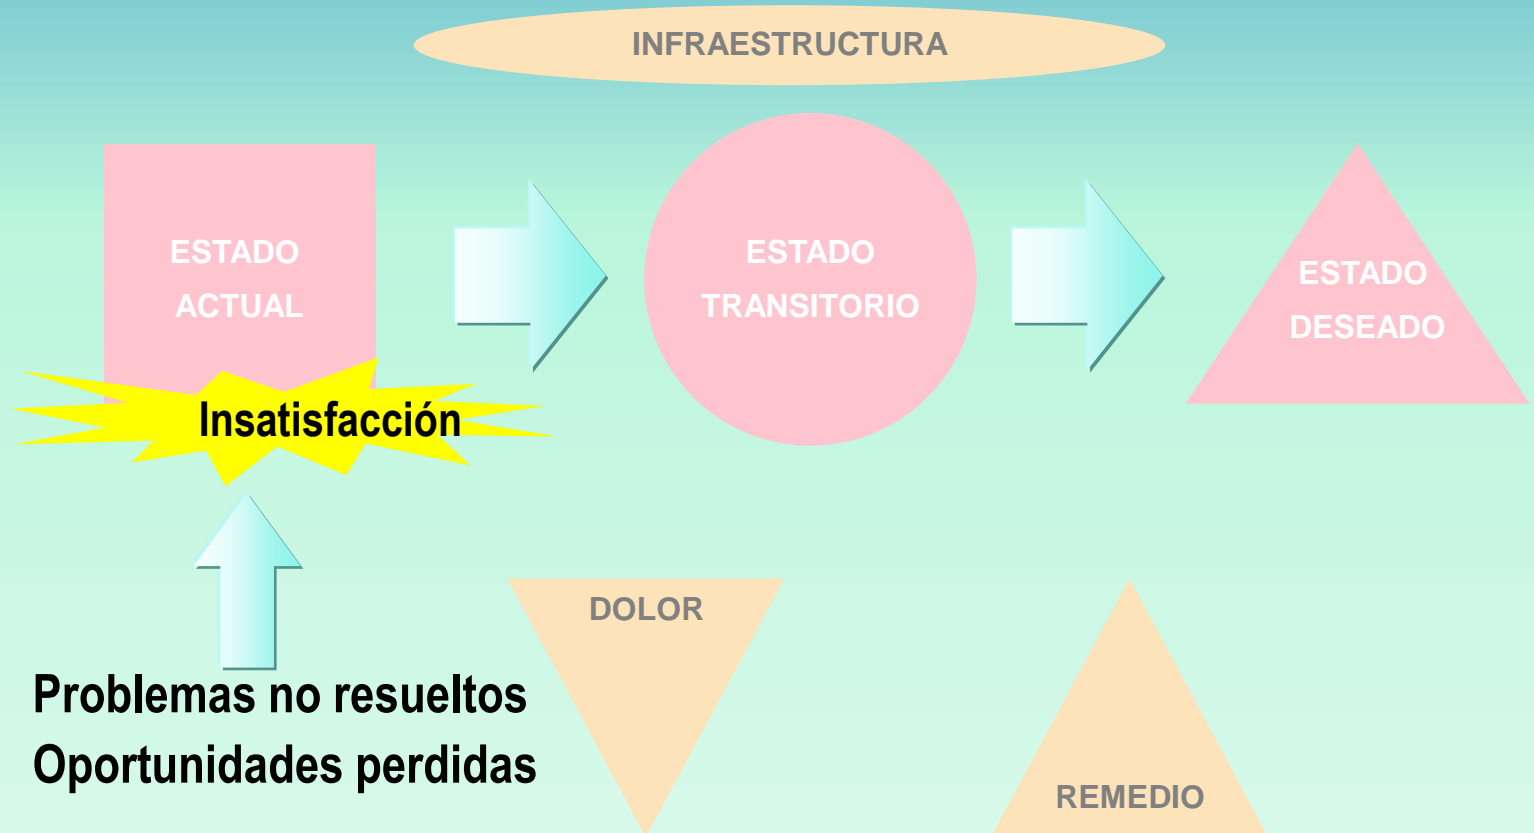 INFRAESTRUCTURA
ESTADO
ACTUAL
ESTADO
TRANSITORIO
ESTADO
DESEADO
Insatisfacción
DOLOR
Problemas no resueltos
Oportunidades perdidas
REMEDIO